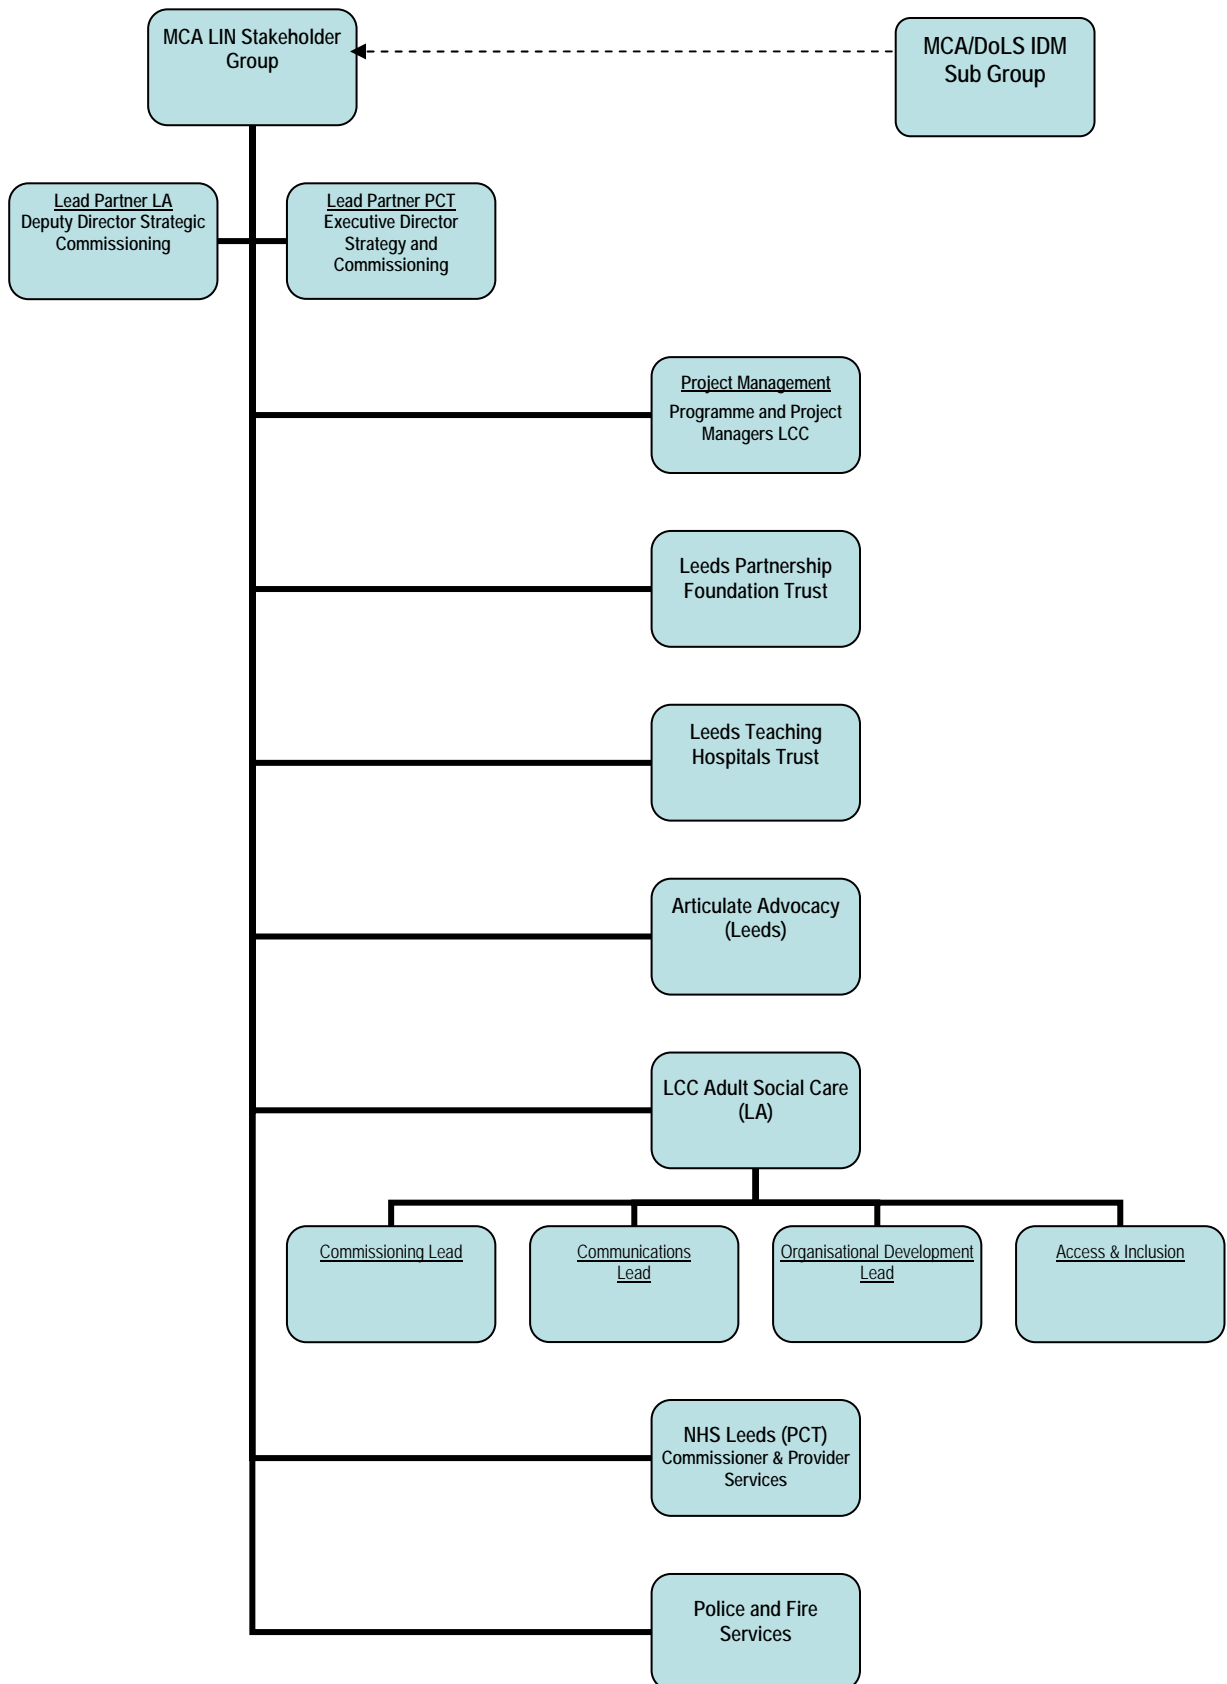 MCA LIN Stakeholder
Group
MCA/DoLS IDM
Sub Group
Lead Partner LA
Deputy Director Strategic
Commissioning
Lead Partner PCT
Executive Director
Strategy and
Commissioning
Project Management
Programme and Project
Managers LCC
Leeds Partnership
Foundation Trust
Leeds Teaching
Hospitals Trust
Articulate Advocacy
(Leeds)
LCC Adult Social Care
(LA)
Commissioning Lead
Communications
Lead
Organisational Development
Lead
Access & Inclusion
NHS Leeds (PCT)
Commissioner & Provider
Services
Police and Fire
Services